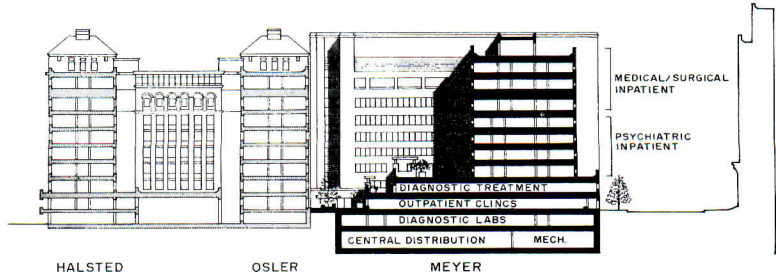 MEDICAL/SURGICAL
INPATIENT
PSYCHIATRIC
INPATIENT
DIAGNOSTIC TREATMENT
OUTPATIENT CLINCS
DIAGNOSTIC LABS
CENTRAL DISTRIBUTION MECH.
HALSTED OSLER MEYER